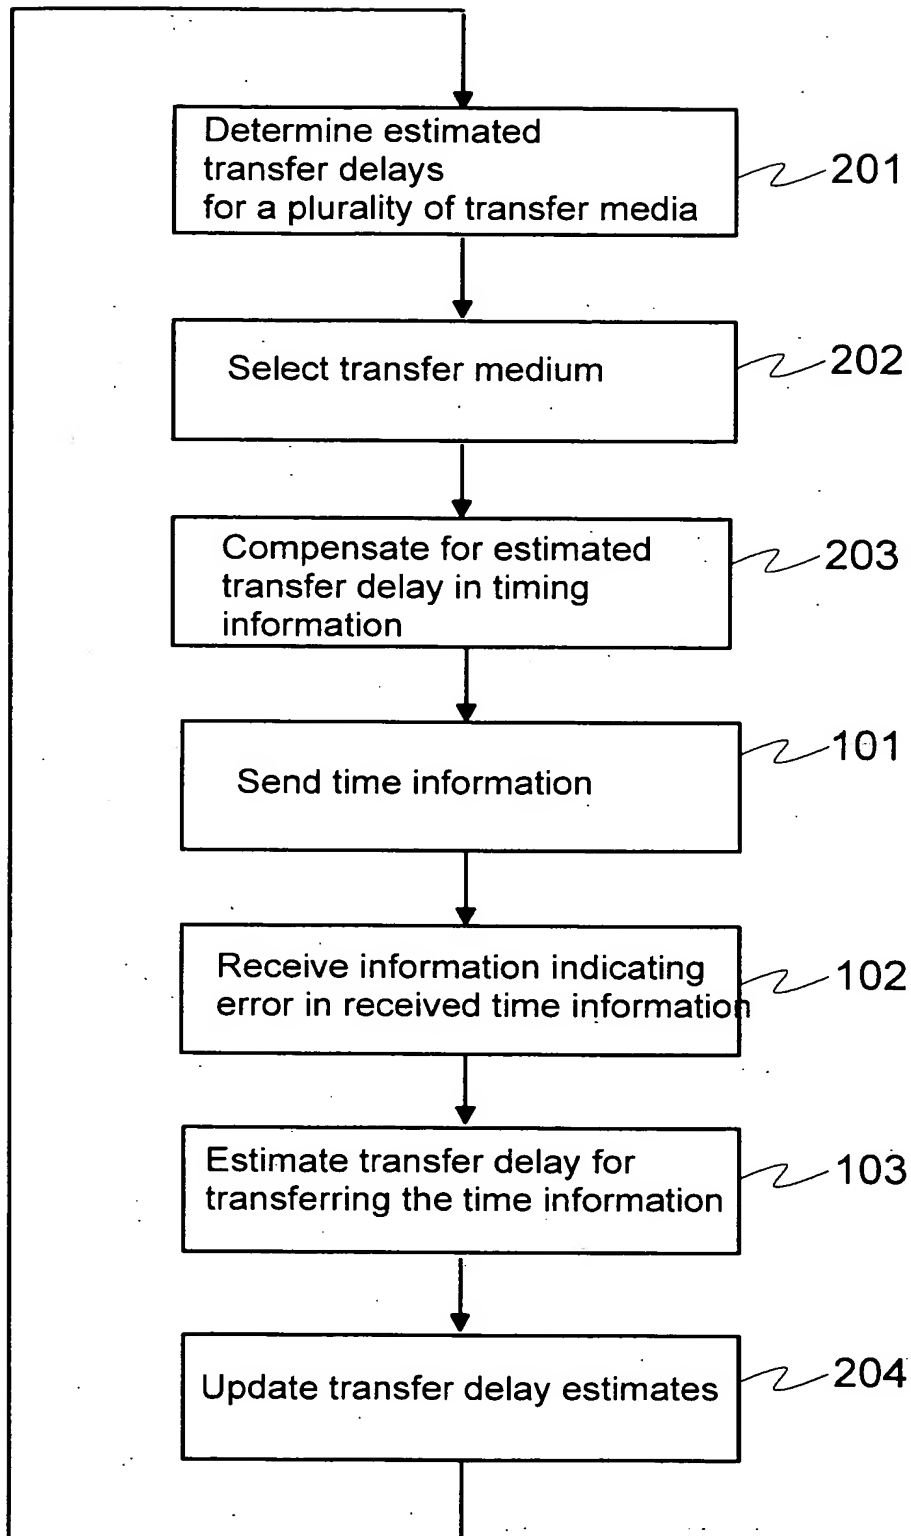 Determine estimated
transfer delays
for a plurality of transfer media
201
Select transfer medium
202
Compensate for estimated
transfer delay in timing
information
203
Send time information
101
Receive information indicating
error in received time information
102
Estimate transfer delay for
transferring the time information
103
Update transfer delay estimates
204